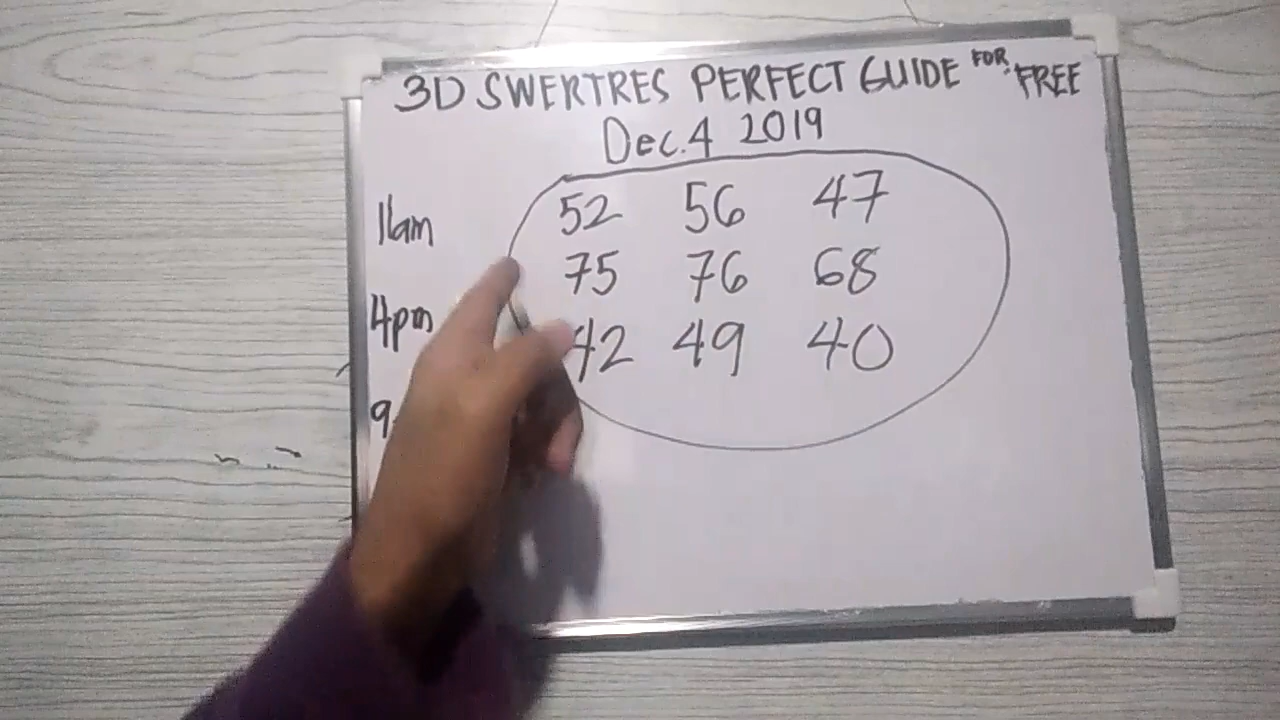 3D SWERTRES PERFECT GUIDE FOR FREE
Dec. 4 2019
11am 52 56 47
75 76 68
4pm 42 49 40
9